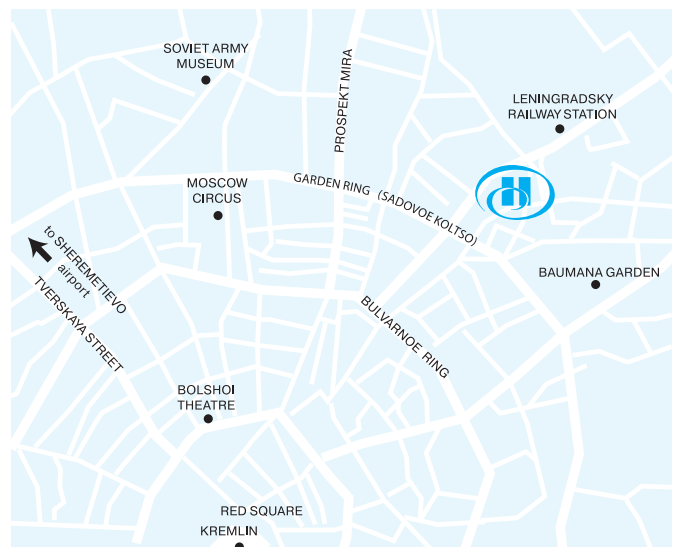 SOVIET ARMY
MUSEUM
PROSPEKT MIRA
LENINGRADSKY
RAILWAY STATION
MOSCOW
CIRCUS
GARDEN RING (SADOVOE KOLTSO)
to SHEREMETIEVO
airport
TVERSKAYA STREET
BAUMANA GARDEN
BULVARNOE RING
BOLSHOI
THEATRE
RED SQUARE
KREMLIN